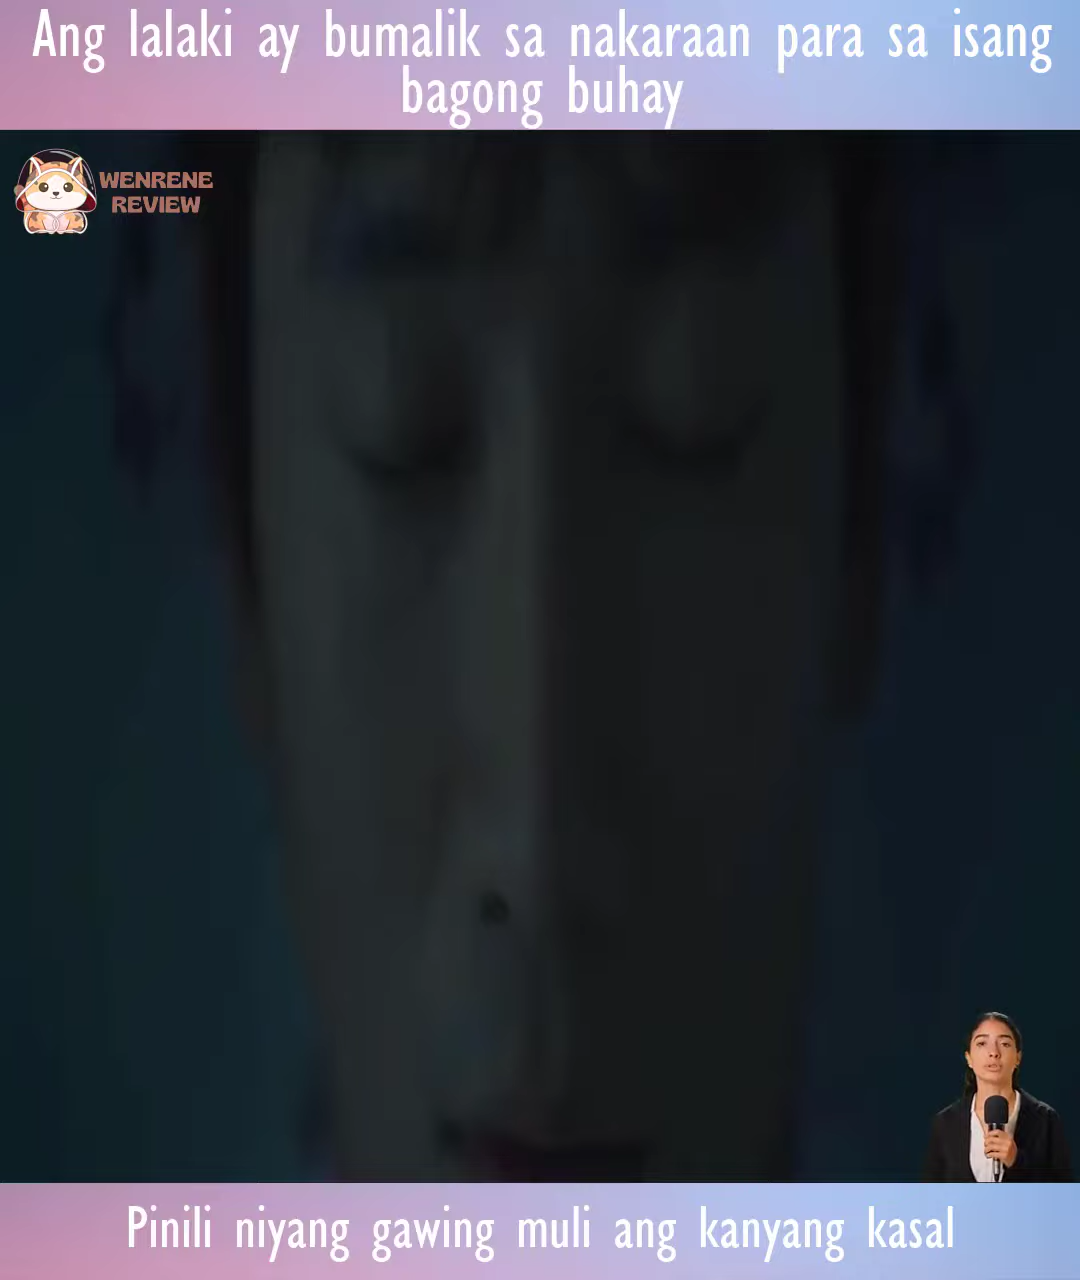 Ang lalaki ay bumalik sa nakaraan para sa isang
bagong buhay
WENRENE
REVIEW
Pinili niyang gawing muli ang kanyang kasal